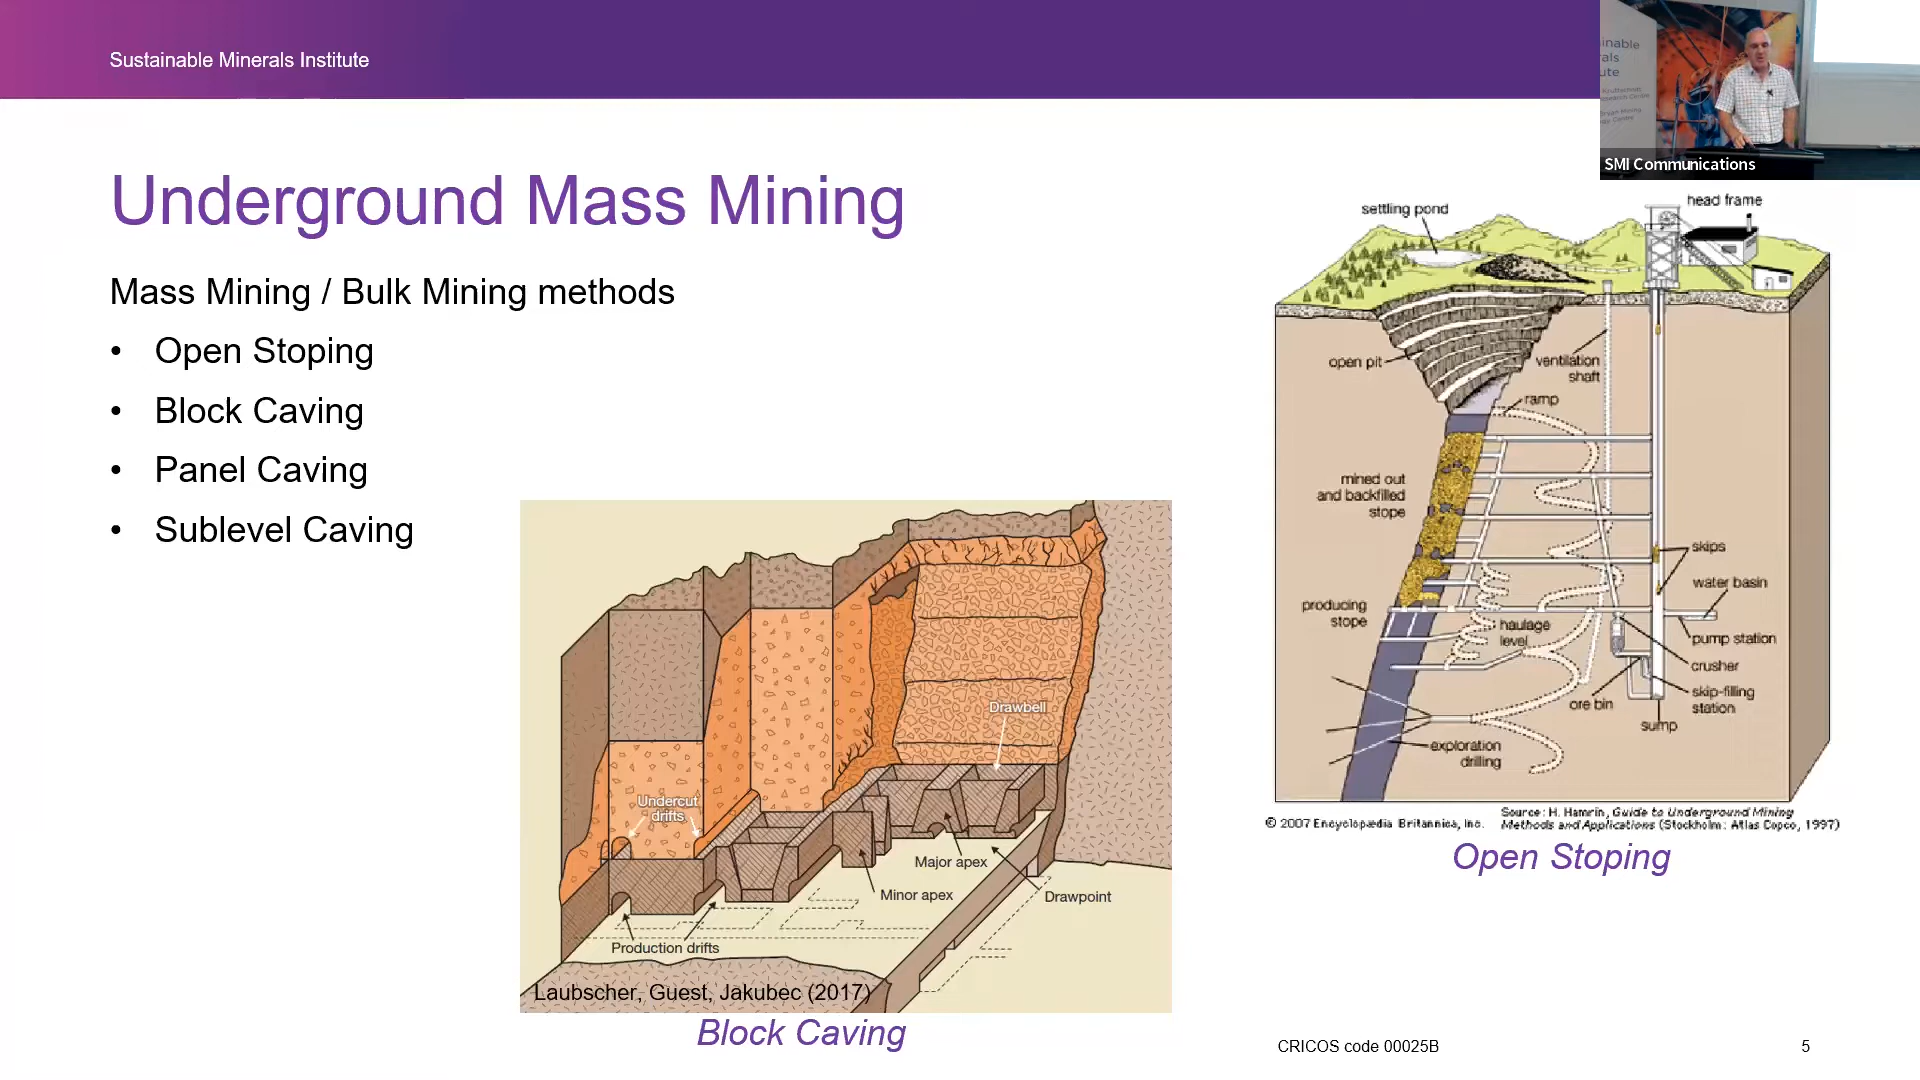 Sustainable Minerals Institute
inable
rals
ute
SMI Communications
Underground Mass Mining
Mass Mining / Bulk Mining methods
• Open Stoping
• Block Caving
• Panel Caving
• Sublevel Caving
Drawbell
Undercut
drifts
Major apex
Minor apex
Drawpoint
Production drifts
Laubscher, Guest, Jakubec (2017)
Block Caving
settling pond
head frame
open pit
ventilation
shaft
ramp
mined out
and backfilled
stope
skips
water basin
producing
stope
haulage
level
pump station
crusher
skip-filling
station
ore bin
sump
exploration
drilling
© 2007 Encyclopædia Britannica, Inc.
Source: H. Hamrin, Guide to Underground Mining
Methods and Applications (Stockholm: Atlas Copco, 1997)
Open Stoping
CRICOS code 00025B
5